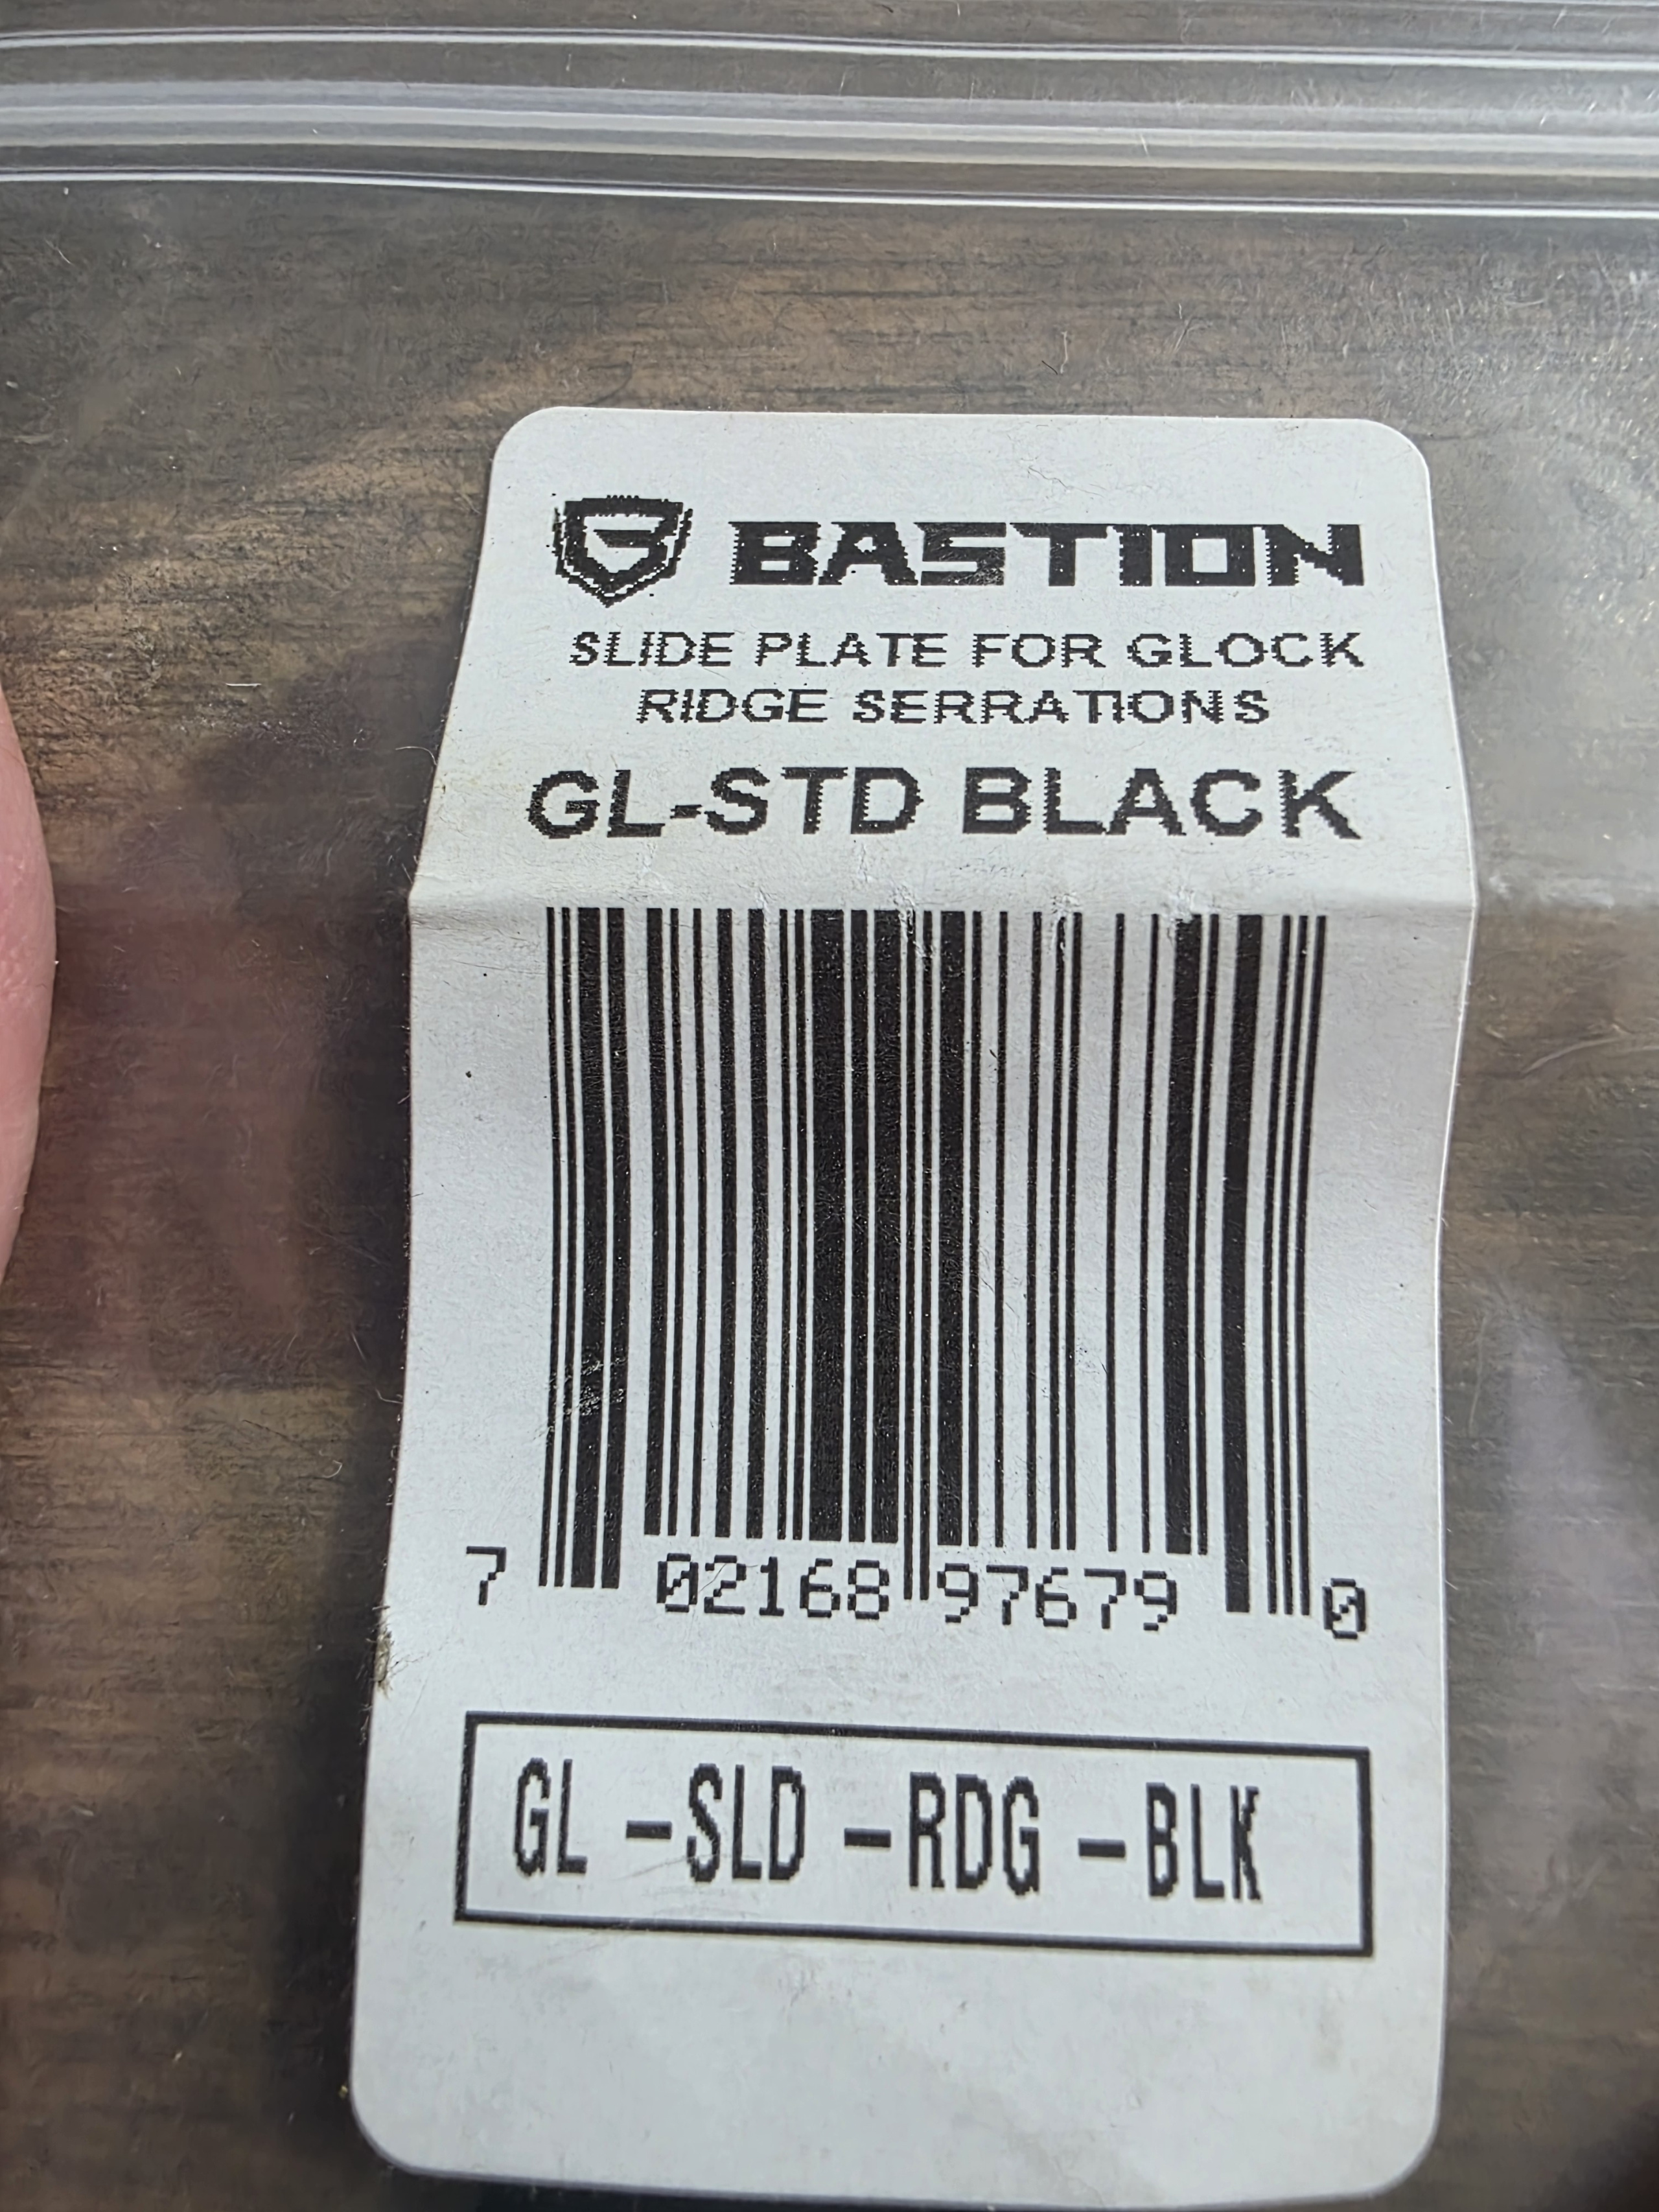 BASTION
SLIDE PLATE FOR GLOCK
RIDGE SERRATIONS
GL-STD BLACK
7 02168 97679 0
GL -SLD -RDG -BLK